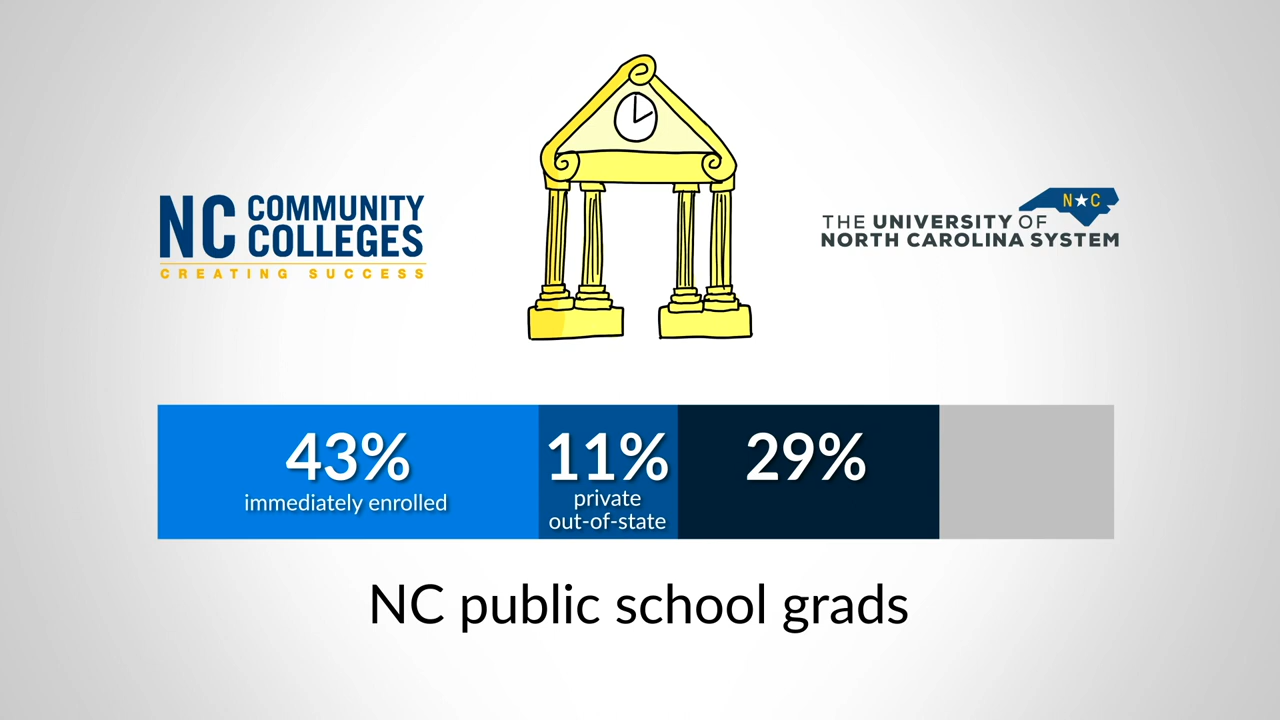 NC COMMUNITY
COLLEGES
CREATING SUCCESS
N★C
THE UNIVERSITY OF
NORTH CAROLINA SYSTEM
43%
immediately enrolled
11%
private
out-of-state
29%
NC public school grads